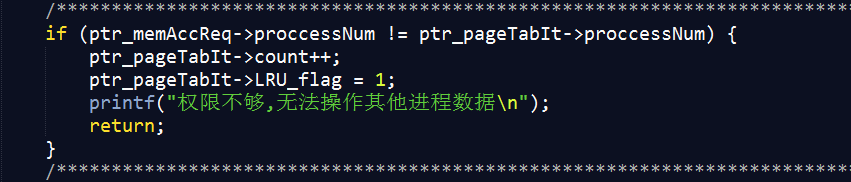 /************************************************************************
if (ptr_memAccReq->proccessNum != ptr_pageTabIt->proccessNum) {
ptr_pageTabIt->count++;
ptr_pageTabIt->LRU_flag = 1;
printf("权限不够,无法操作其他进程数据\n");
return;
}
/************************************************************************